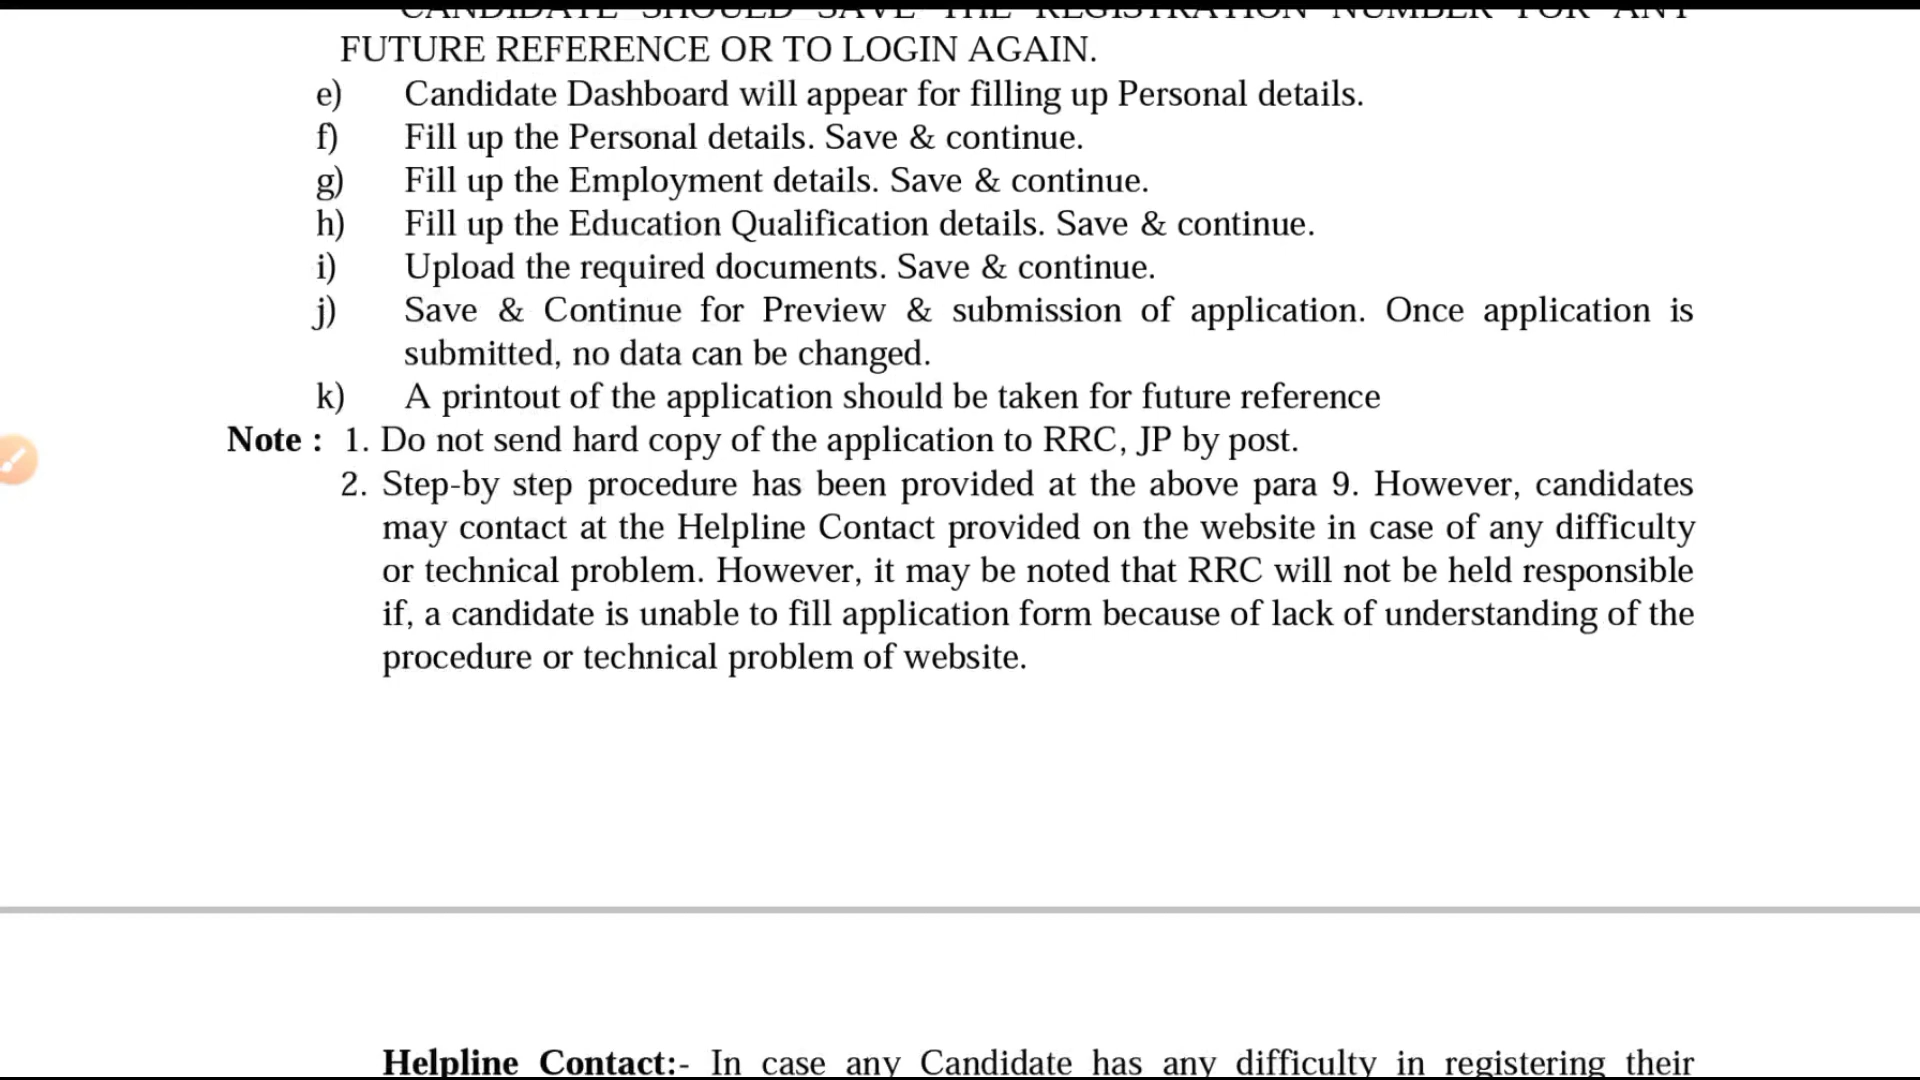 CANDIDATE SHOULD SAVE THE REGISTRATION NUMBER FOR ANY
FUTURE REFERENCE OR TO LOGIN AGAIN.
e) Candidate Dashboard will appear for filling up Personal details.
f) Fill up the Personal details. Save & continue.
g) Fill up the Employment details. Save & continue.
h) Fill up the Education Qualification details. Save & continue.
i) Upload the required documents. Save & continue.
j) Save & Continue for Preview & submission of application. Once application is
submitted, no data can be changed.
k) A printout of the application should be taken for future reference
Note : 1. Do not send hard copy of the application to RRC, JP by post.
2. Step-by step procedure has been provided at the above para 9. However, candidates
may contact at the Helpline Contact provided on the website in case of any difficulty
or technical problem. However, it may be noted that RRC will not be held responsible
if, a candidate is unable to fill application form because of lack of understanding of the
procedure or technical problem of website.
Helpline Contact:- In case any Candidate has any difficulty in registering their